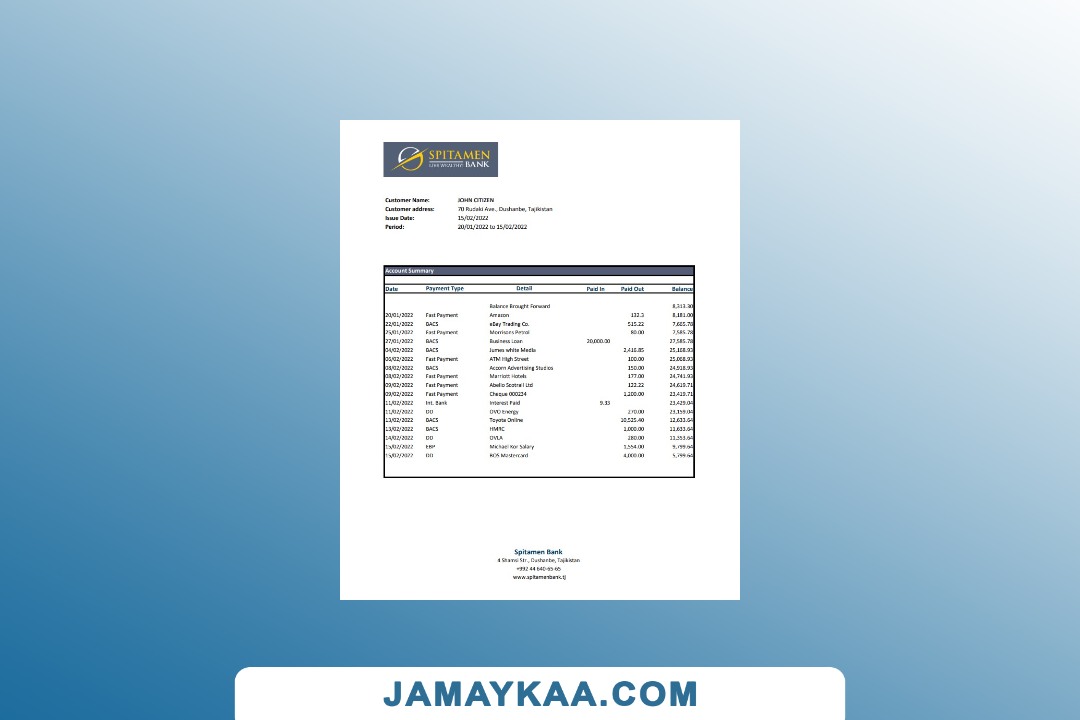 SPITAMEN
LIVE WEALTHY BANK
Customer Name: JOHN CITIZEN
Customer address: 70 Rudaki Ave., Dushanbe, Tajikistan
Issue Date: 15/02/2022
Period: 20/01/2022 to 15/02/2022
Account Summary
Date Payment Type Detail Paid In Paid Out Balance
Balance Brought Forward 8,313.30
20/01/2022 Fast Payment Amazon 132.3 8,181.00
22/01/2022 BACS eBay Trading Co. 515.22 7,665.78
25/01/2022 Fast Payment Morrisons Petrol 80.00 7,585.78
27/01/2022 BACS Business Loan 20,000.00 27,585.78
04/02/2022 BACS Jumes white Media 2,416.85 25,168.93
06/02/2022 Fast Payment ATM High Street 100.00 25,068.93
08/02/2022 BACS Accorn Advertising Studios 150.00 24,918.93
08/02/2022 Fast Payment Marriott Hotels 177.00 24,741.93
09/02/2022 Fast Payment Abello Scotrail Ltd 122.22 24,619.71
09/02/2022 Fast Payment Cheque 000234 1,200.00 23,419.71
11/02/2022 Int. Bank Interest Paid 9.33 23,429.04
11/02/2022 DD OVO Energy 270.00 23,159.04
13/02/2022 BACS Toyota Online 10,525.40 12,633.64
13/02/2022 BACS HMRC 1,000.00 11,633.64
14/02/2022 DD DVLA 280.00 11,353.64
15/02/2022 EBP Michael Kor Salary 1,554.00 9,799.64
15/02/2022 DD BOS Mastercard 4,000.00 5,799.64
Spitamen Bank
4 Shamsi Str., Dushanbe, Tajikistan
+992 44 640-65-65
www.spitamenbank.tj
JAMAYKAA.COM